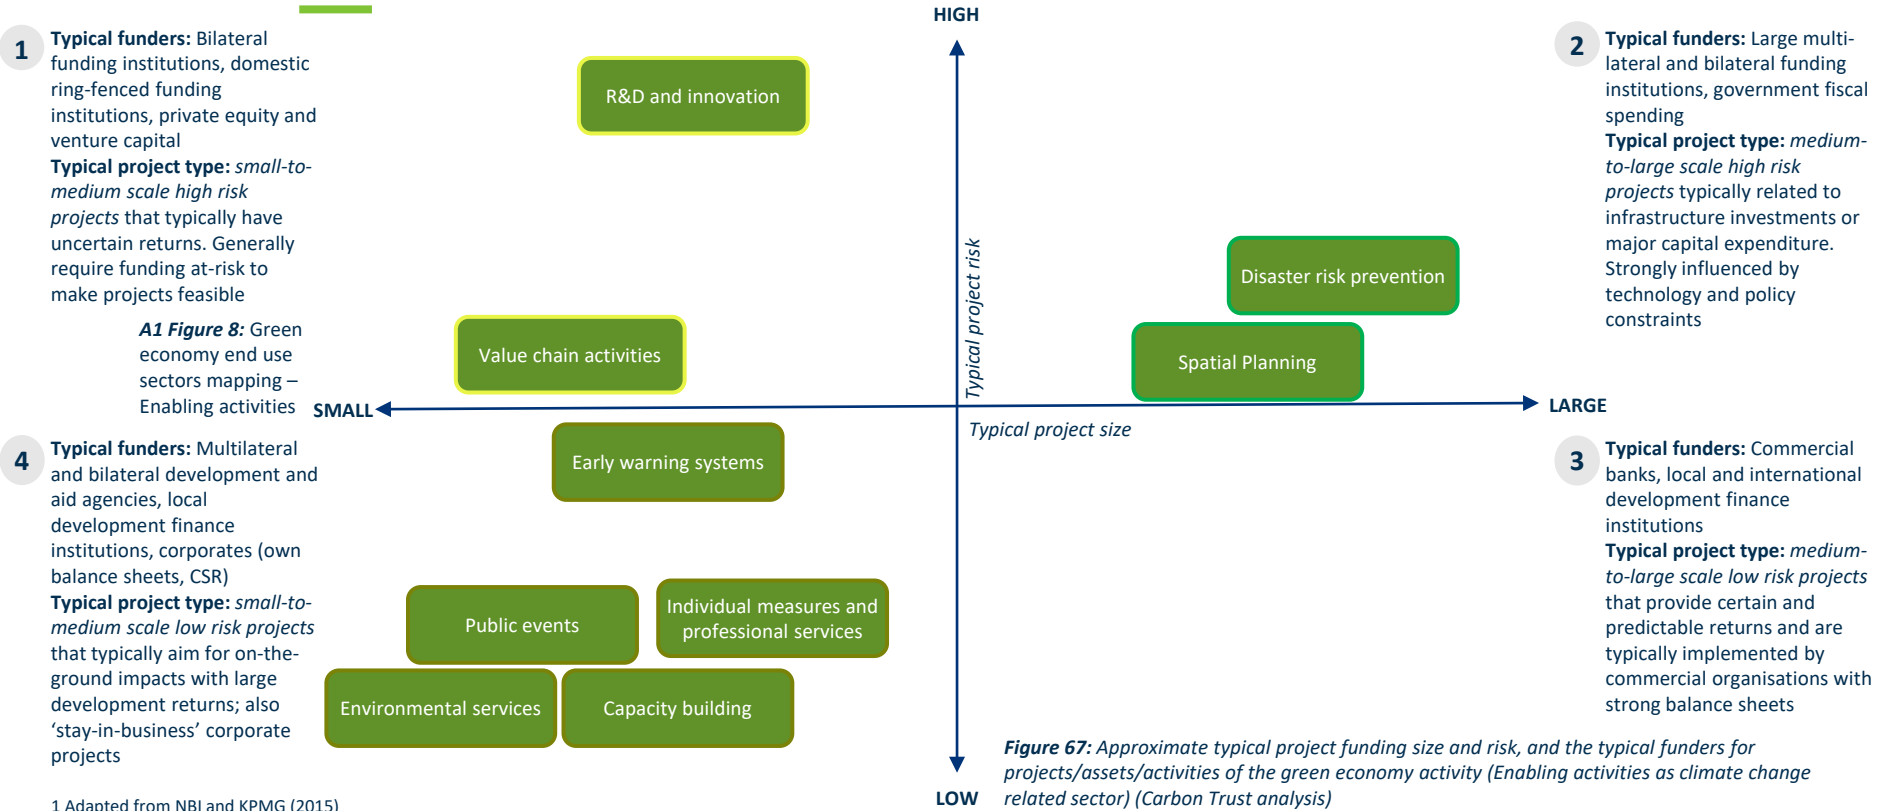 HIGH
1
Typical funders: Bilateral
funding institutions, domestic
ring-fenced funding
institutions, private equity and
venture capital
Typical project type: small-to-
medium scale high risk
projects that typically have
uncertain returns. Generally
require funding at-risk to
make projects feasible
A1 Figure 8: Green
economy end use
sectors mapping –
Enabling activities
R&D and innovation
Value chain activities
Typical project risk
Disaster risk prevention
Spatial Planning
2
Typical funders: Large multi-
lateral and bilateral funding
institutions, government fiscal
spending
Typical project type: medium-
to-large scale high risk
projects typically related to
infrastructure investments or
major capital expenditure.
Strongly influenced by
technology and policy
constraints
SMALL
LARGE
Typical project size
4
Typical funders: Multilateral
and bilateral development and
aid agencies, local
development finance
institutions, corporates (own
balance sheets, CSR)
Typical project type: small-to-
medium scale low risk projects
that typically aim for on-the-
ground impacts with large
development returns; also
‘stay-in-business’ corporate
projects
Early warning systems
Public events
Individual measures and
professional services
Environmental services
Capacity building
3
Typical funders: Commercial
banks, local and international
development finance
institutions
Typical project type: medium-
to-large scale low risk projects
that provide certain and
predictable returns and are
typically implemented by
commercial organisations with
strong balance sheets
LOW
Figure 67: Approximate typical project funding size and risk, and the typical funders for
projects/assets/activities of the green economy activity (Enabling activities as climate change
related sector) (Carbon Trust analysis)
1 Adapted from NBI and KPMG (2015)